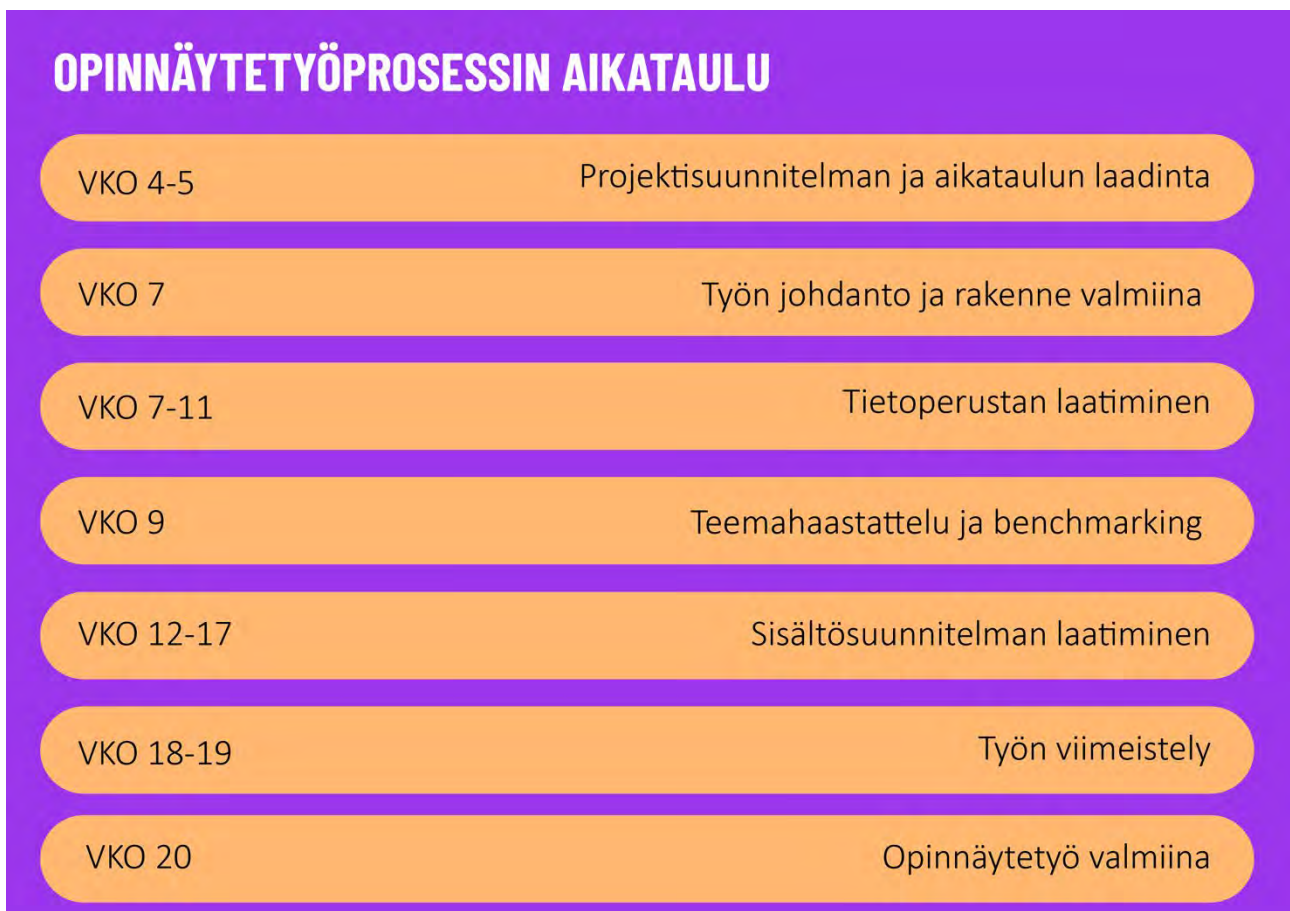 OPINNÄYTETYÖPROSESSIN AIKATAULU
VKO 4-5 Projektisuunnitelman ja aikataulun laadinta
VKO 7 Työn johdanto ja rakenne valmiina
VKO 7-11 Tietoperustan laatiminen
VKO 9 Teemahaastattelu ja benchmarking
VKO 12-17 Sisältösuunnitelman laatiminen
VKO 18-19 Työn viimeistely
VKO 20 Opinnäytetyö valmiina